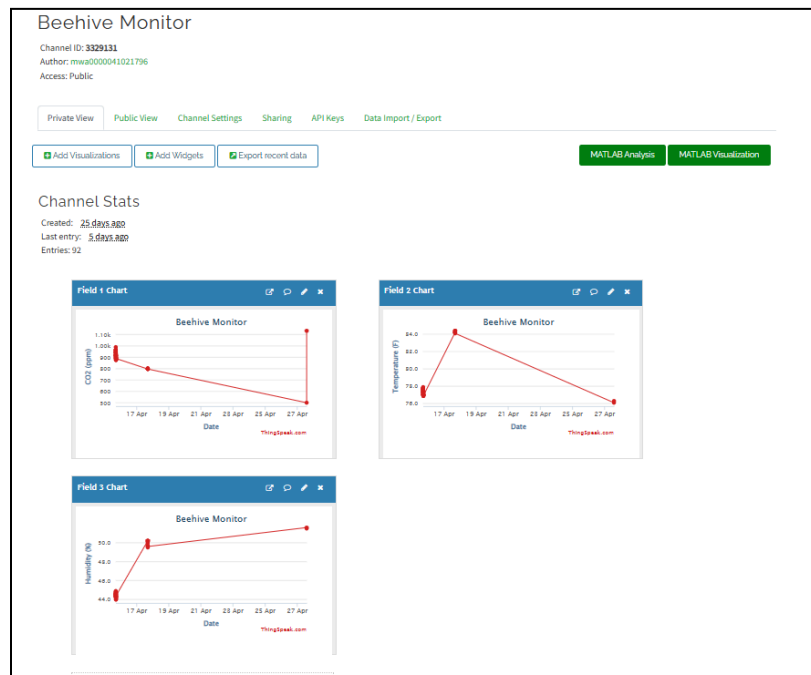 Beehive Monitor
Channel ID: 3329131
Author: mwa0000041021796
Access: Public
Private View Public View Channel Settings Sharing API Keys Data Import / Export
Add Visualizations Add Widgets Export recent data MATLAB Analysis MATLAB Visualization
Channel Stats
Created: 25 days ago
Last entry: 5 days ago
Entries: 92
Field 1 Chart
Beehive Monitor
CO2 (ppm)
1.10k
1.00k
900
800
700
600
500
17 Apr 19 Apr 21 Apr 23 Apr 25 Apr 27 Apr
Date
ThingSpeak.com
Field 2 Chart
Beehive Monitor
Temperature (F)
84.0
82.0
80.0
78.0
76.0
17 Apr 19 Apr 21 Apr 23 Apr 25 Apr 27 Apr
Date
ThingSpeak.com
Field 3 Chart
Beehive Monitor
Humidity (%)
50.0
48.0
46.0
44.0
17 Apr 19 Apr 21 Apr 23 Apr 25 Apr 27 Apr
Date
ThingSpeak.com